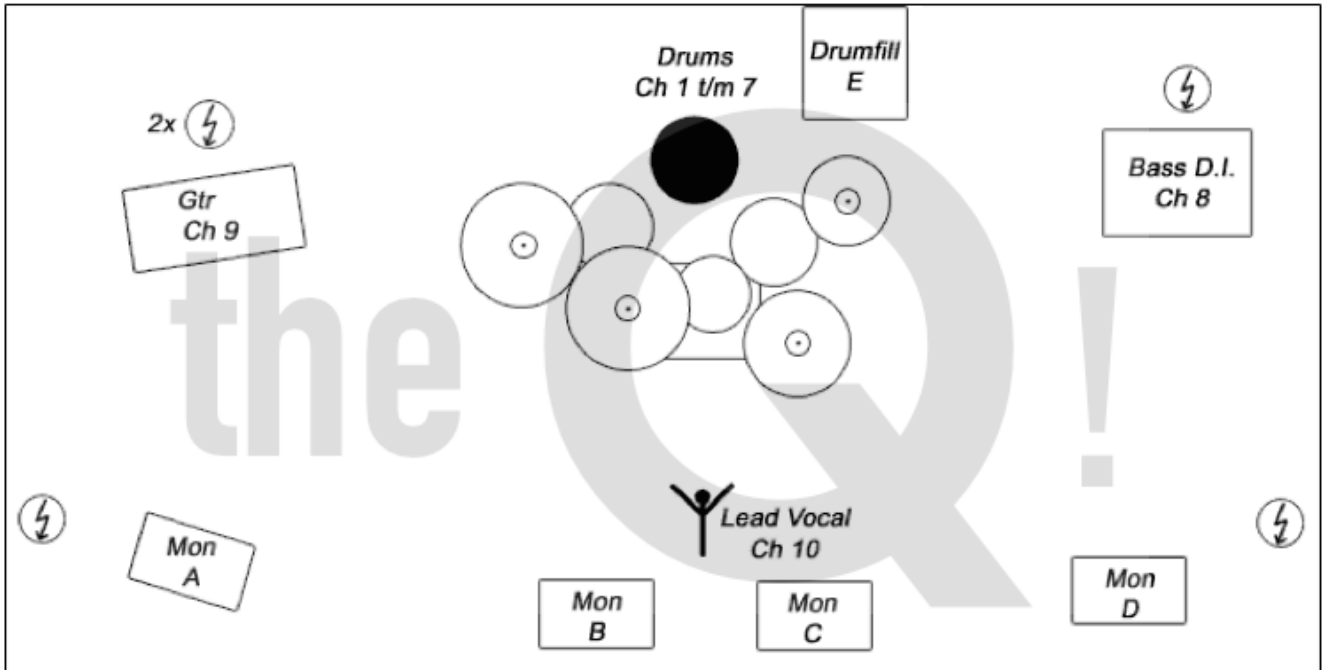 Drums
Ch 1 t/m 7
Drumfill
E
2x
Gtr
Ch 9
Bass D.I.
Ch 8
the Q !
Lead Vocal
Ch 10
Mon
A
Mon
B
Mon
C
Mon
D